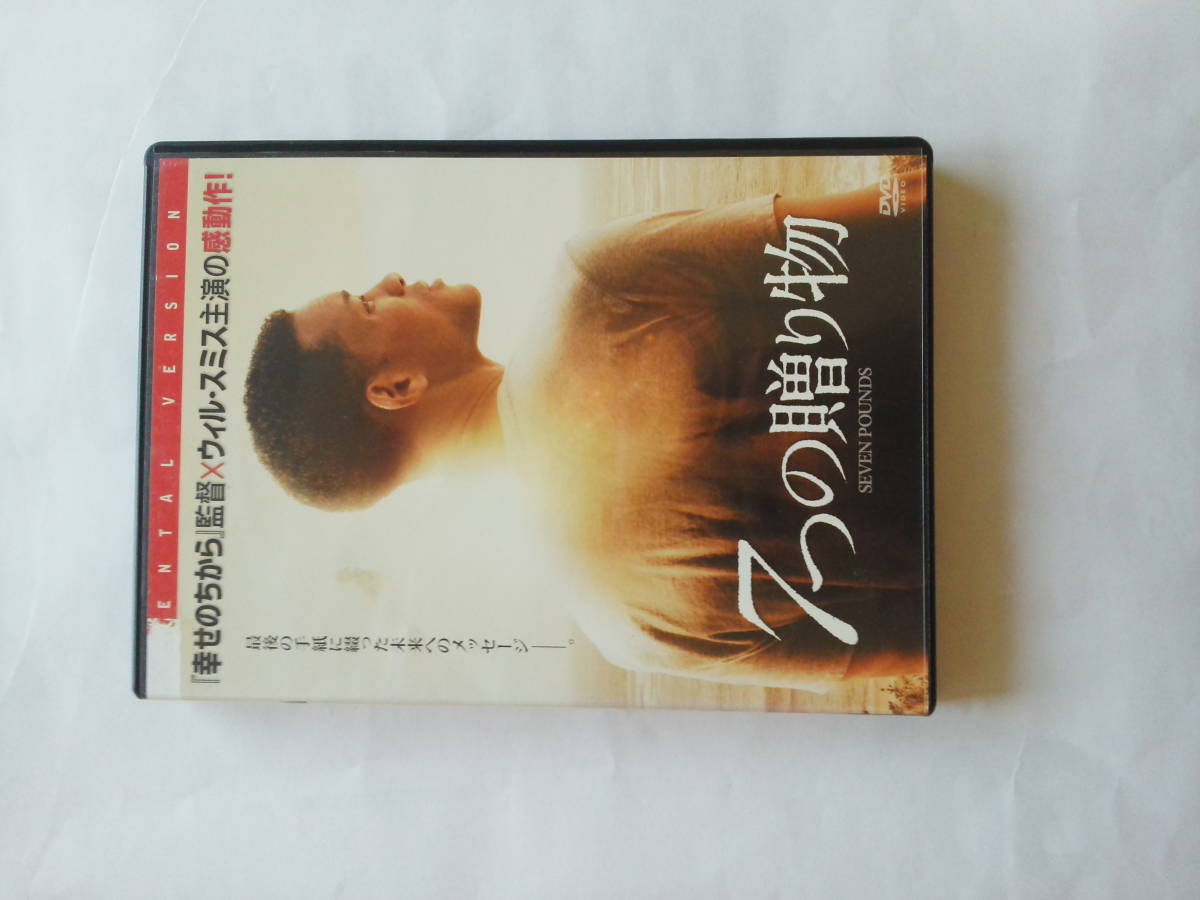 ENTAL VERSION
『幸せのちから』監督×ウィル・スミス主演の感動作!
最後の手紙に綴った未来へのメッセージ――。
7つの贈り物
SEVEN POUNDS
DVD
VIDEO